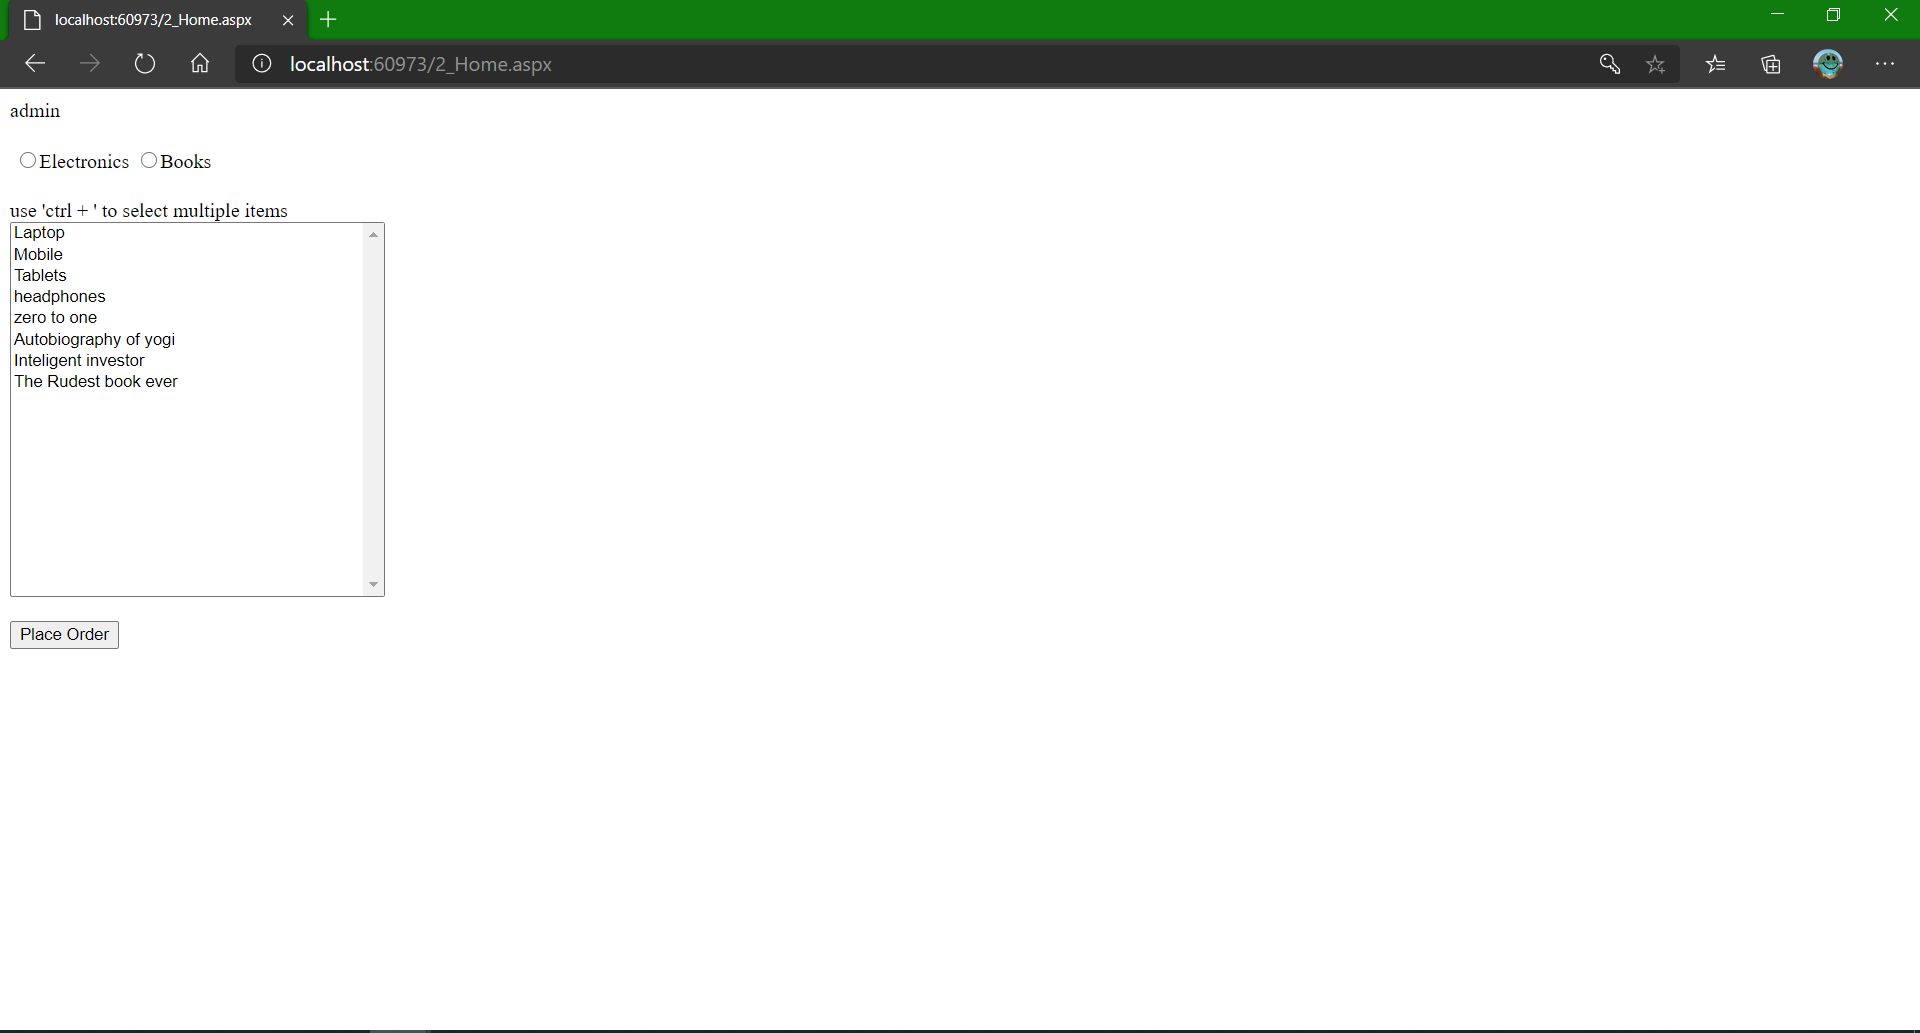 localhost:60973/2_Home.aspx
localhost:60973/2_Home.aspx
admin
Electronics Books
use 'ctrl + ' to select multiple items
Laptop
Mobile
Tablets
headphones
zero to one
Autobiography of yogi
Inteligent investor
The Rudest book ever
Place Order